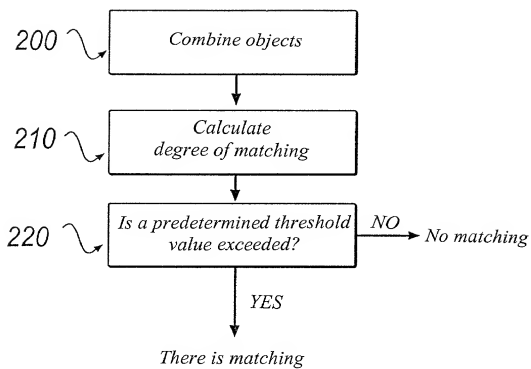 200
Combine objects
210
Calculate
degree of matching
220
Is a predetermined threshold
value exceeded?
NO
No matching
YES
There is matching